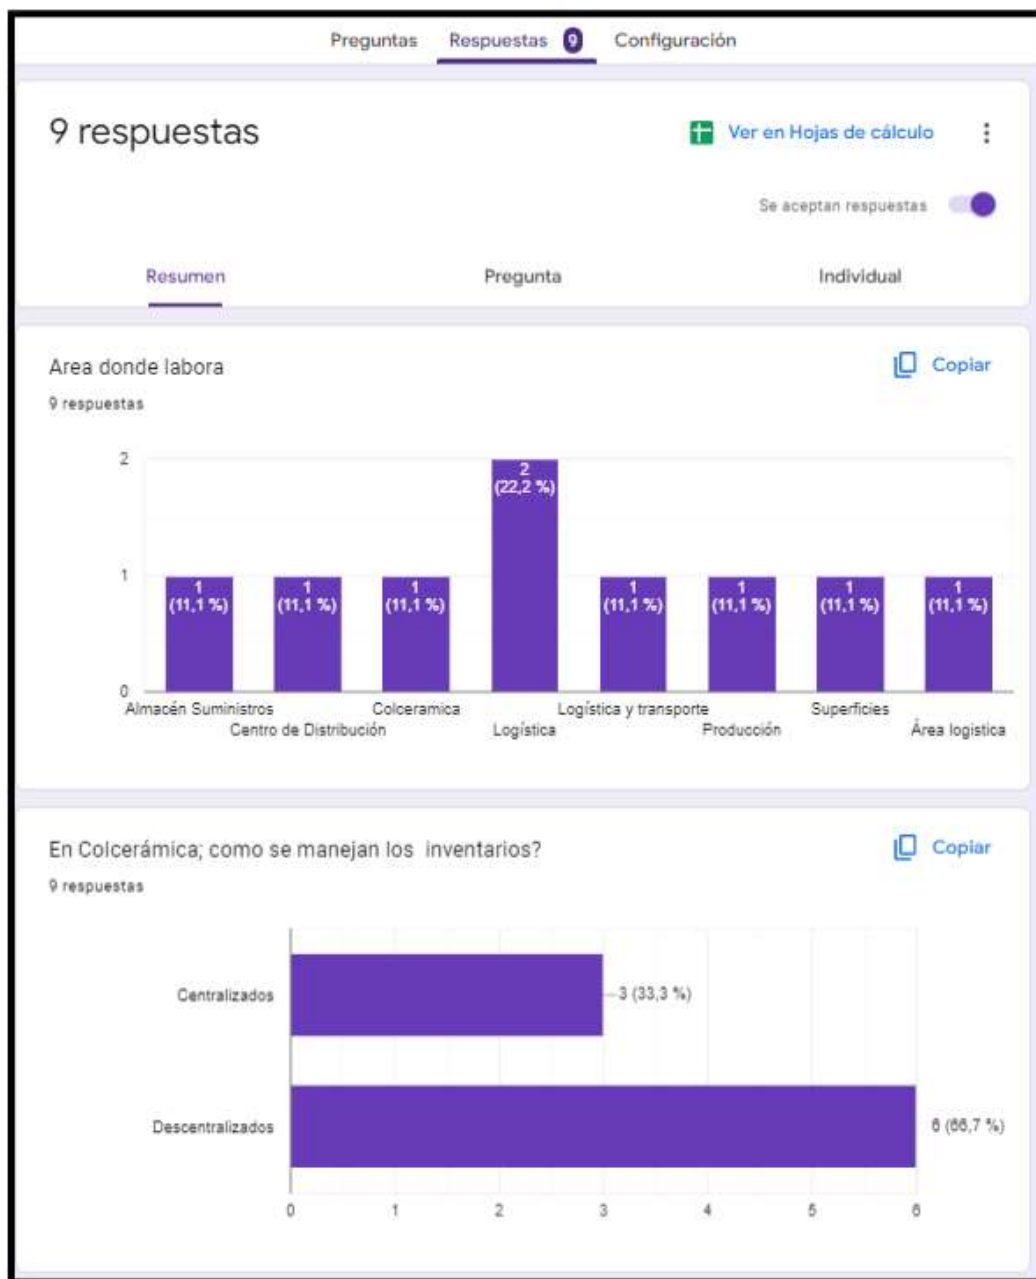 Preguntas Respuestas 9 Configuración
9 respuestas
Ver en Hojas de cálculo
Se aceptan respuestas
Resumen Pregunta Individual
Area donde labora
Copiar
9 respuestas
2
1
0
1
(11,1 %)
1
(11,1 %)
1
(11,1 %)
2
(22,2 %)
1
(11,1 %)
1
(11,1 %)
1
(11,1 %)
1
(11,1 %)
Almacén Suministros
Centro de Distribución
Colceramica
Logística
Logística y transporte
Producción
Superficies
Área logistica
En Colcerámica; como se manejan los inventarios?
Copiar
9 respuestas
Centralizados
3 (33,3 %)
Descentralizados
6 (66,7 %)
0 1 2 3 4 5 6